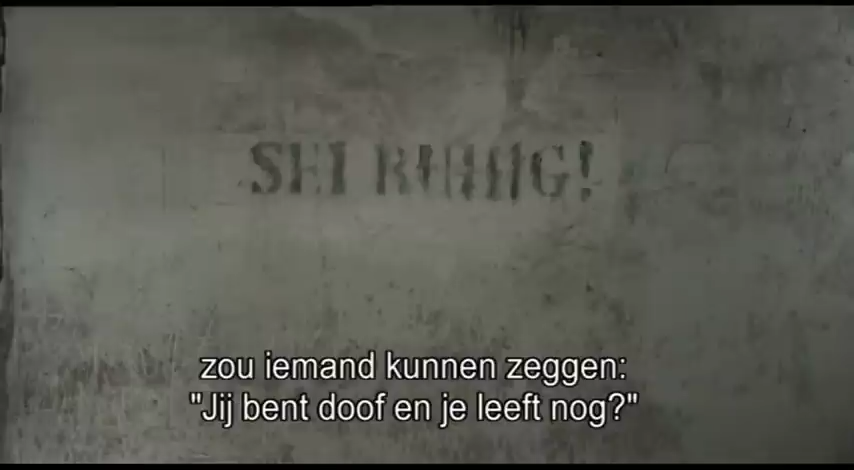 SEI RUHIG!
zou iemand kunnen zeggen:
"Jij bent doof en je leeft nog?"